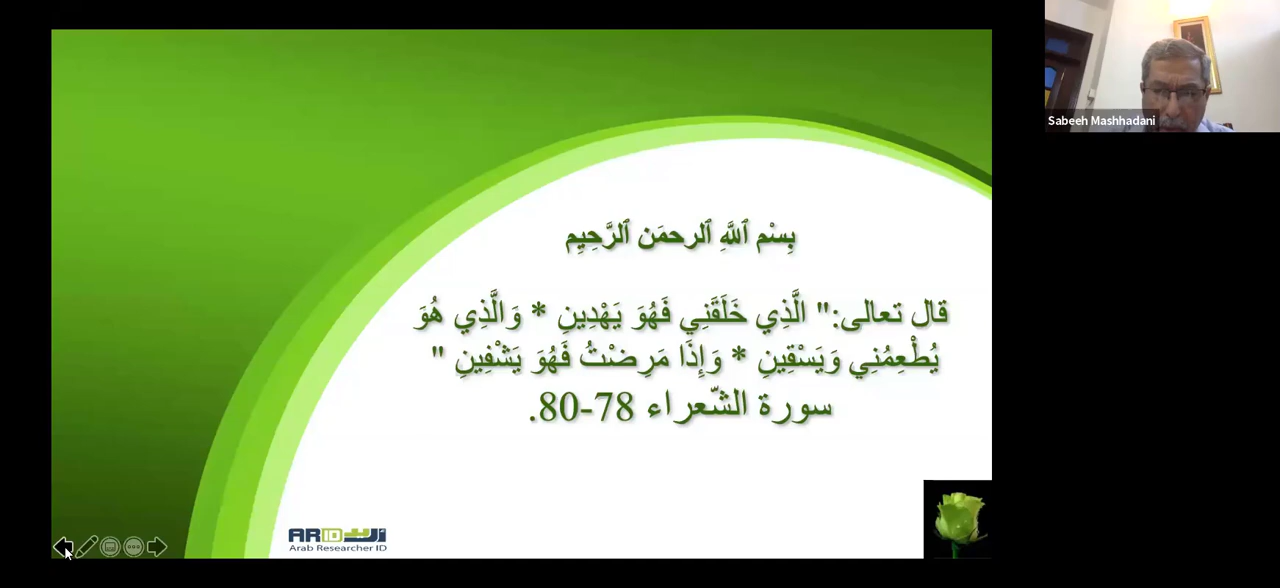 بِسْمِ ٱللَّهِ ٱلرحمَن ٱلرَّحِيمِ
قال تعالى:" الَّذِي خَلَقَنِي فَهُوَ يَهْدِينِ * وَالَّذِي هُوَ
يُطْعِمُنِي وَيَسْقِينِ * وَإِذَا مَرِضْتُ فَهُوَ يَشْفِينِ "
سورة الشّعراء 78-80.
ARID أريد
Arab Researcher ID
Sabeeh Mashhadani